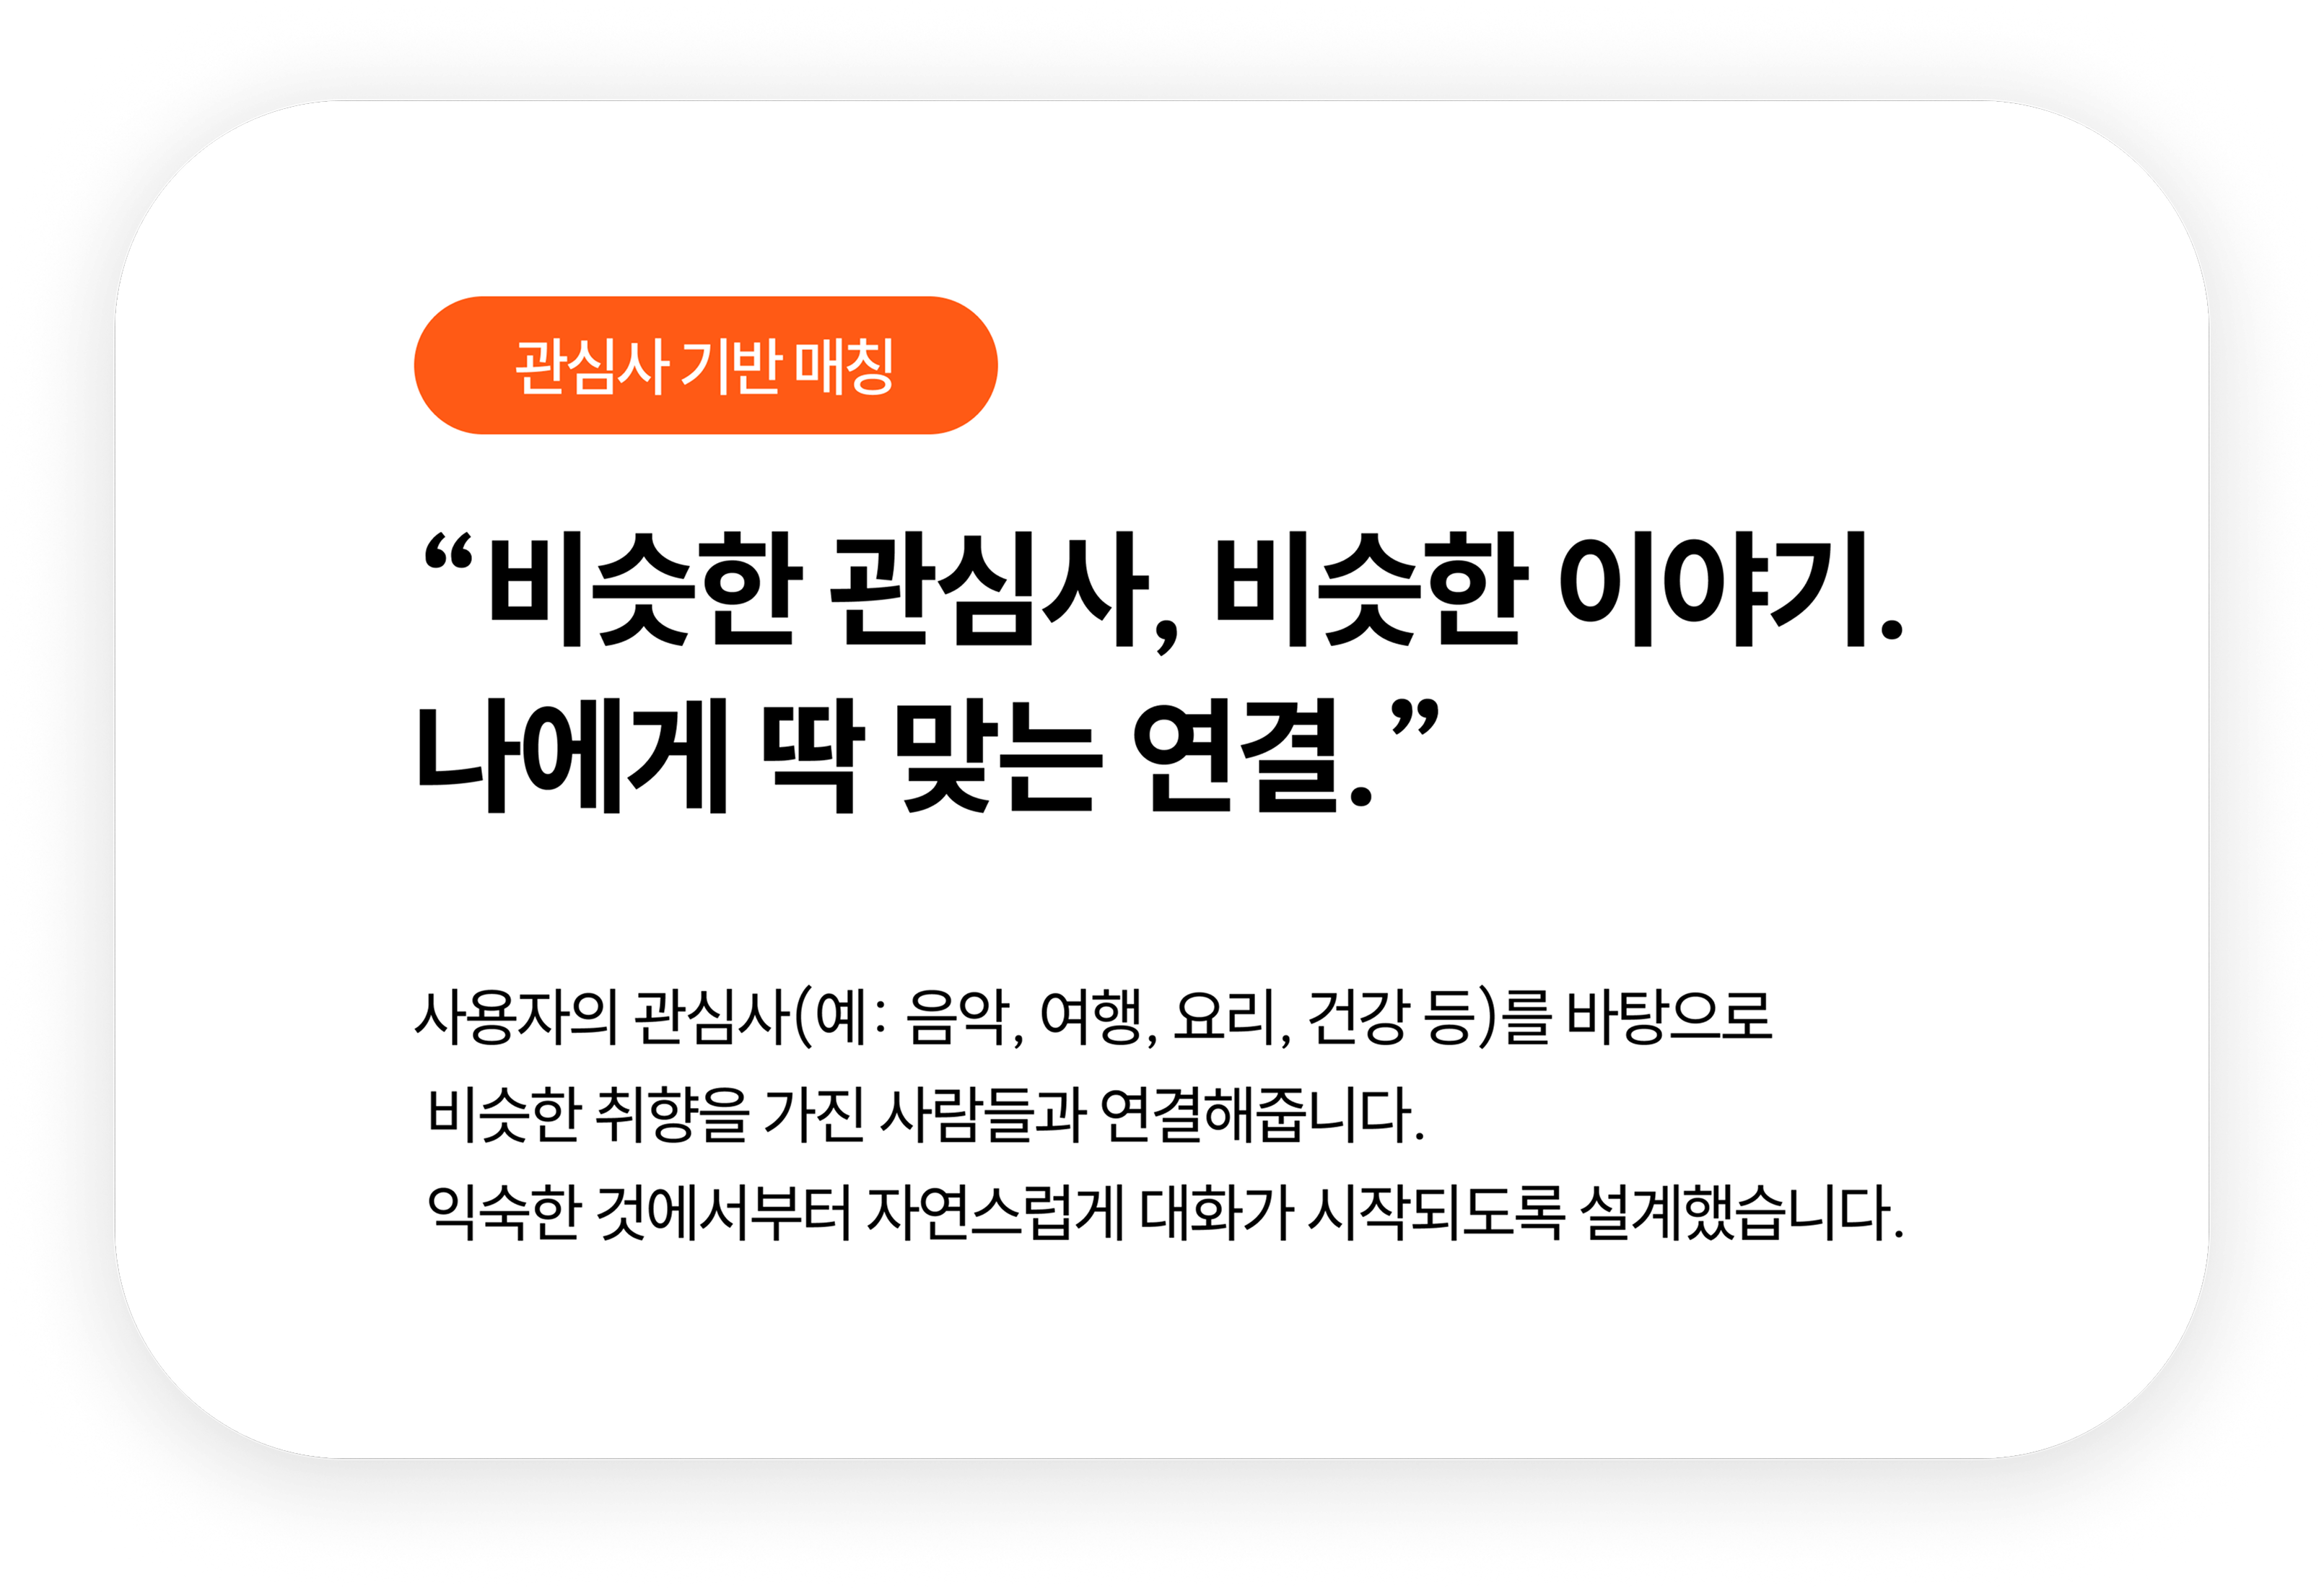 관심사 기반 매칭
“비슷한 관심사, 비슷한 이야기.
나에게 딱 맞는 연결.”
사용자의 관심사(예: 음악, 여행, 요리, 건강 등)를 바탕으로
비슷한 취향을 가진 사람들과 연결해줍니다.
익숙한 것에서부터 자연스럽게 대화가 시작되도록 설계했습니다.